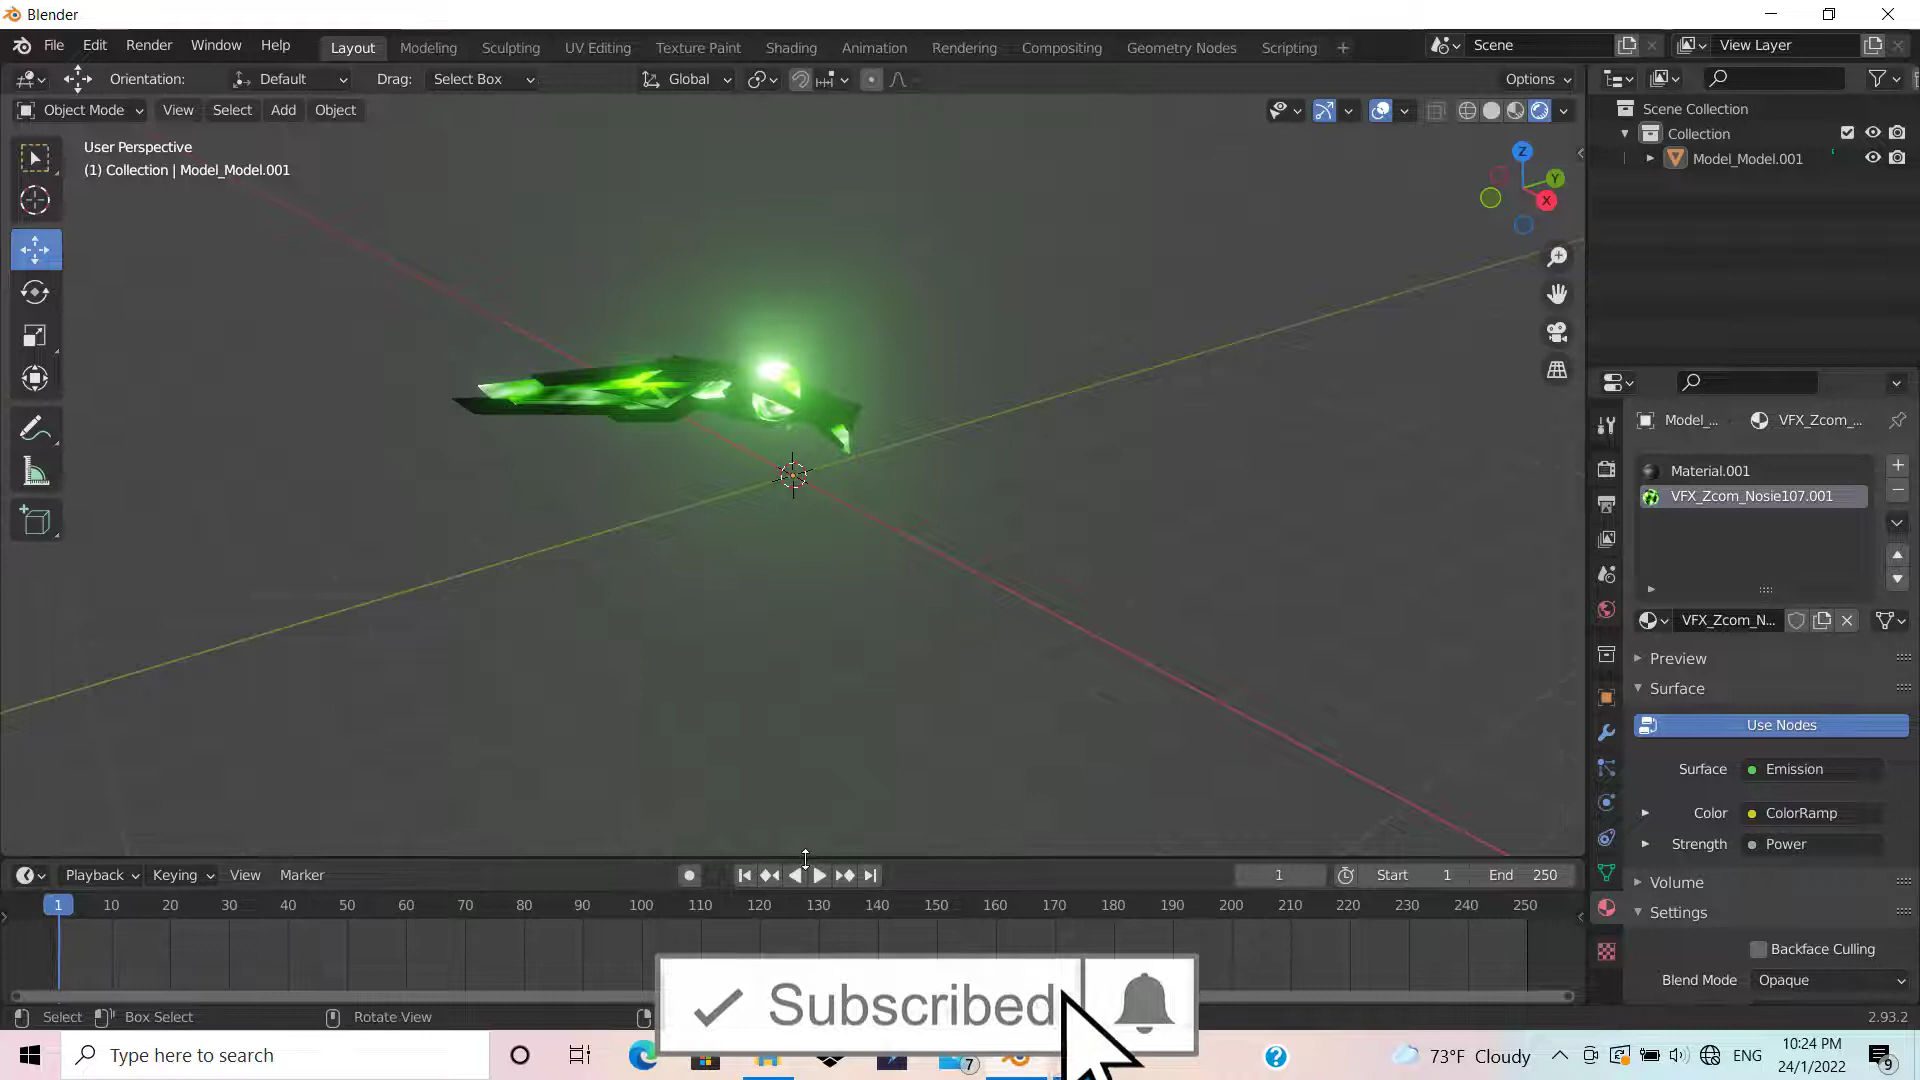 Blender
File Edit Render Window Help Layout Modeling Sculpting UV Editing Texture Paint Shading Animation Rendering Compositing Geometry Nodes Scripting + Scene View Layer
Orientation: Default Drag: Select Box Global Options
Object Mode View Select Add Object
Scene Collection
Collection
Model_Model.001
User Perspective
(1) Collection | Model_Model.001
Z
Y
X
Model_... VFX_Zcom_...
Material.001
VFX_Zcom_Nosie107.001
VFX_Zcom_N...
Preview
Surface
Use Nodes
Surface Emission
Color ColorRamp
Strength Power
Volume
Settings
Backface Culling
Blend Mode Opaque
Playback Keying View Marker 1 Start 1 End 250
1 10 20 30 40 50 60 70 80 90 100 110 120 130 140 150 160 170 180 190 200 210 220 230 240 250
Subscribed
Select Box Select Rotate View 2.93.2
Type here to search 7 73°F Cloudy ENG 10:24 PM
24/1/2022 9